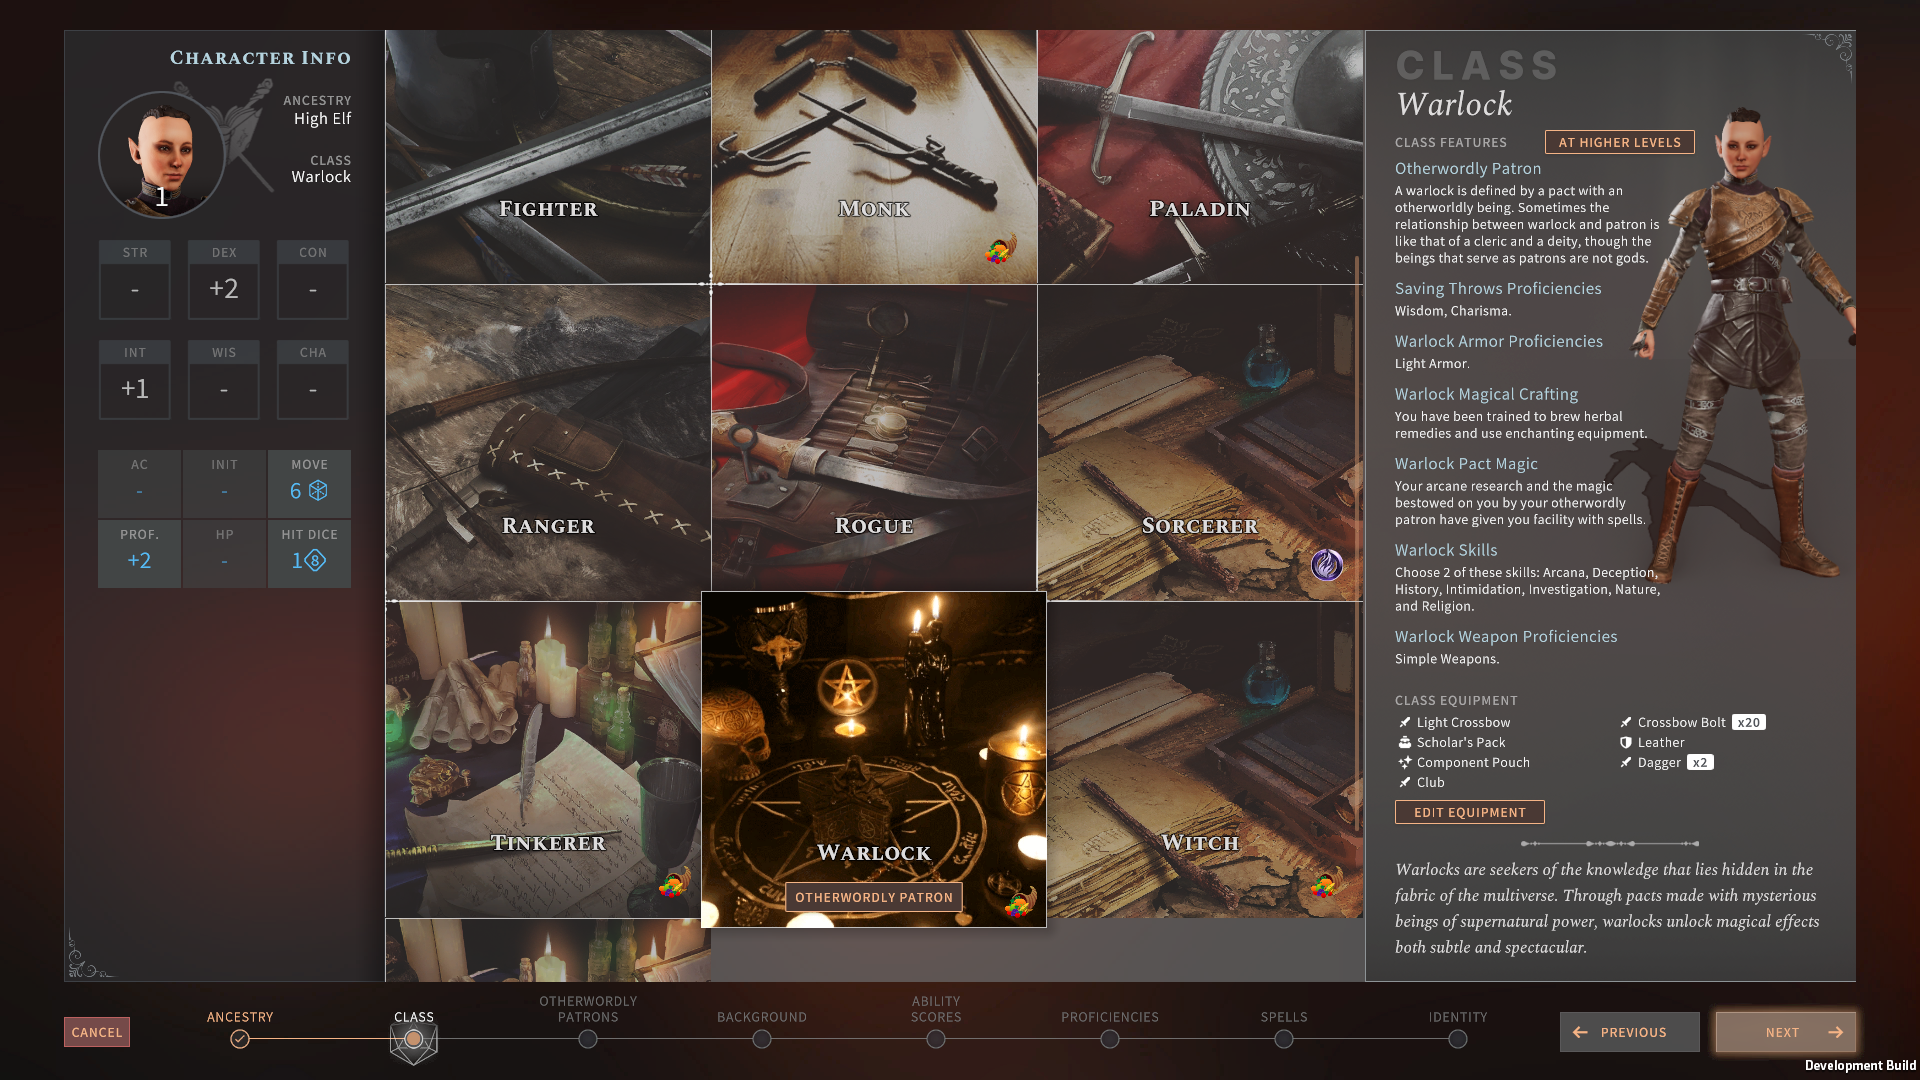 CHARACTER INFO
ANCESTRY
High Elf
CLASS
Warlock
1
STR
DEX
CON
-
+2
-
INT
WIS
CHA
+1
-
-
AC
INIT
MOVE
-
-
6
PROF.
HP
HIT DICE
+2
-
1 8
FIGHTER
MONK
PALADIN
RANGER
ROGUE
SORCERER
TINKERER
WARLOCK
OTHERWORDLY PATRON
WITCH
CLASS
Warlock
CLASS FEATURES
AT HIGHER LEVELS
Otherwordly Patron
A warlock is defined by a pact with an
otherworldly being. Sometimes the
relationship between warlock and patron is
like that of a cleric and a deity, though the
beings that serve as patrons are not gods.
Saving Throws Proficiencies
Wisdom, Charisma.
Warlock Armor Proficiencies
Light Armor.
Warlock Magical Crafting
You have been trained to brew herbal
remedies and use enchanting equipment.
Warlock Pact Magic
Your arcane research and the magic
bestowed on you by your otherwordly
patron have given you facility with spells.
Warlock Skills
Choose 2 of these skills: Arcana, Deception,
History, Intimidation, Investigation, Nature,
and Religion.
Warlock Weapon Proficiencies
Simple Weapons.
CLASS EQUIPMENT
Light Crossbow
Crossbow Bolt x20
Scholar's Pack
Leather
Component Pouch
Dagger x2
Club
EDIT EQUIPMENT
Warlocks are seekers of the knowledge that lies hidden in the
fabric of the multiverse. Through pacts made with mysterious
beings of supernatural power, warlocks unlock magical effects
both subtle and spectacular.
CANCEL
ANCESTRY
CLASS
OTHERWORDLY
PATRONS
BACKGROUND
ABILITY
SCORES
PROFICIENCIES
SPELLS
IDENTITY
PREVIOUS
NEXT
Development Build